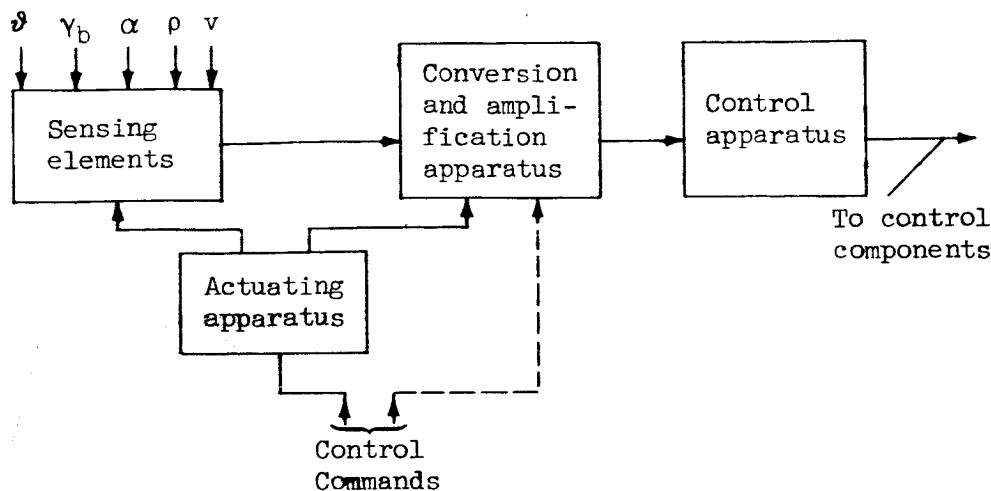 ϑ γb α ρ v
Sensing
elements
Conversion
and ampli-
fication
apparatus
Control
apparatus
To control
components
Actuating
apparatus
Control
Commands